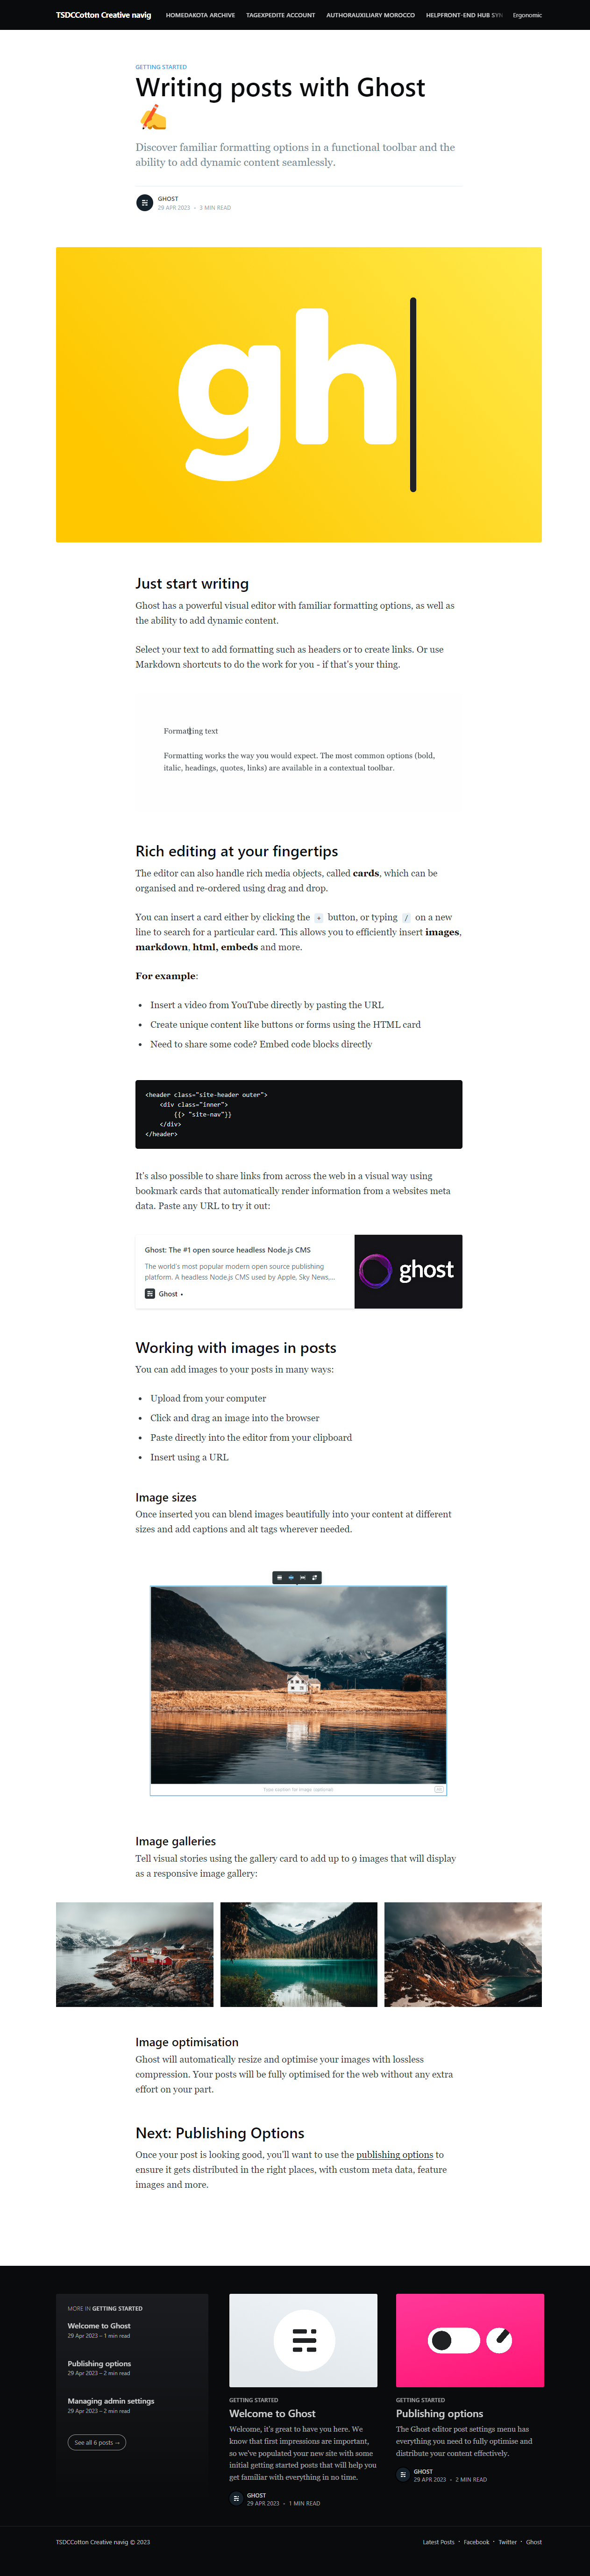 TSDCCotton Creative navig HOMEDAKOTA ARCHIVE TAGEXPEDITE ACCOUNT AUTHORAUXILIARY MOROCCO HELPFRONT-END HUB SYN Ergonomic
GETTING STARTED
Writing posts with Ghost
✍️
Discover familiar formatting options in a functional toolbar and the
ability to add dynamic content seamlessly.
GHOST
29 APR 2023 • 3 MIN READ
gh
Just start writing
Ghost has a powerful visual editor with familiar formatting options, as well as
the ability to add dynamic content.
Select your text to add formatting such as headers or to create links. Or use
Markdown shortcuts to do the work for you - if that's your thing.
Formatting text
Formatting works the way you would expect. The most common options (bold,
italic, headings, quotes, links) are available in a contextual toolbar.
Rich editing at your fingertips
The editor can also handle rich media objects, called cards, which can be
organised and re-ordered using drag and drop.
You can insert a card either by clicking the + button, or typing / on a new
line to search for a particular card. This allows you to efficiently insert images,
markdown, html, embeds and more.
For example:
• Insert a video from YouTube directly by pasting the URL
• Create unique content like buttons or forms using the HTML card
• Need to share some code? Embed code blocks directly
<header class="site-header outer">
<div class="inner">
{{> "site-nav"}}
</div>
</header>
It's also possible to share links from across the web in a visual way using
bookmark cards that automatically render information from a websites meta
data. Paste any URL to try it out:
Ghost: The #1 open source headless Node.js CMS
The world's most popular modern open source publishing
platform. A headless Node.js CMS used by Apple, Sky News,...
Ghost •
ghost
Working with images in posts
You can add images to your posts in many ways:
• Upload from your computer
• Click and drag an image into the browser
• Paste directly into the editor from your clipboard
• Insert using a URL
Image sizes
Once inserted you can blend images beautifully into your content at different
sizes and add captions and alt tags wherever needed.
Type caption for image (optional)
Image galleries
Tell visual stories using the gallery card to add up to 9 images that will display
as a responsive image gallery:
Image optimisation
Ghost will automatically resize and optimise your images with lossless
compression. Your posts will be fully optimised for the web without any extra
effort on your part.
Next: Publishing Options
Once your post is looking good, you'll want to use the publishing options to
ensure it gets distributed in the right places, with custom meta data, feature
images and more.
MORE IN GETTING STARTED
Welcome to Ghost
29 Apr 2023 – 1 min read
Publishing options
29 Apr 2023 – 2 min read
Managing admin settings
29 Apr 2023 – 2 min read
See all 6 posts →
GETTING STARTED
Welcome to Ghost
Welcome, it's great to have you here. We
know that first impressions are important,
so we've populated your new site with some
initial getting started posts that will help you
get familiar with everything in no time.
GHOST
29 APR 2023 • 1 MIN READ
GETTING STARTED
Publishing options
The Ghost editor post settings menu has
everything you need to fully optimise and
distribute your content effectively.
GHOST
29 APR 2023 • 2 MIN READ
TSDCCotton Creative navig © 2023
Latest Posts • Facebook • Twitter • Ghost